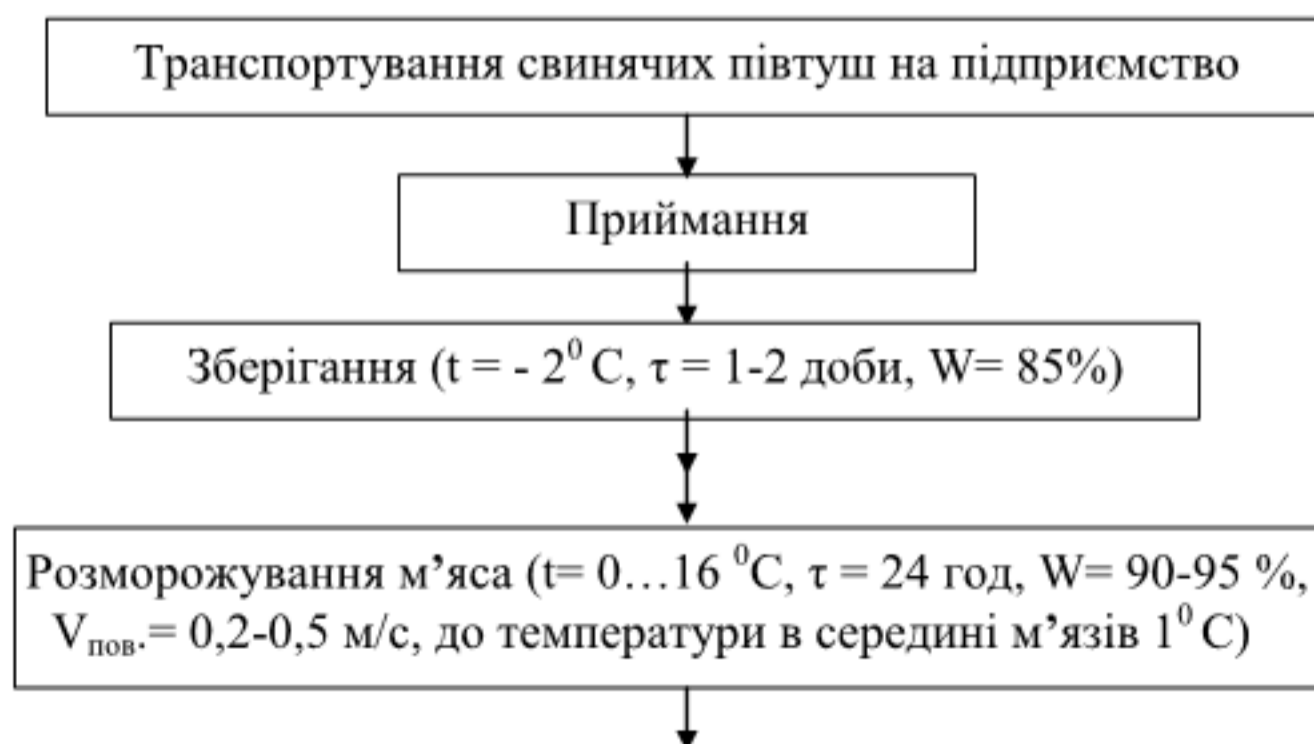 Транспортування свинячих півтуш на підприємство
Приймання
Зберігання (t = - 2⁰ C, τ = 1-2 доби, W= 85%)
Розморожування м’яса (t= 0…16 ⁰C, τ = 24 год, W= 90-95 %,
Vпов.= 0,2-0,5 м/с, до температури в середині м’язів 1⁰ C)